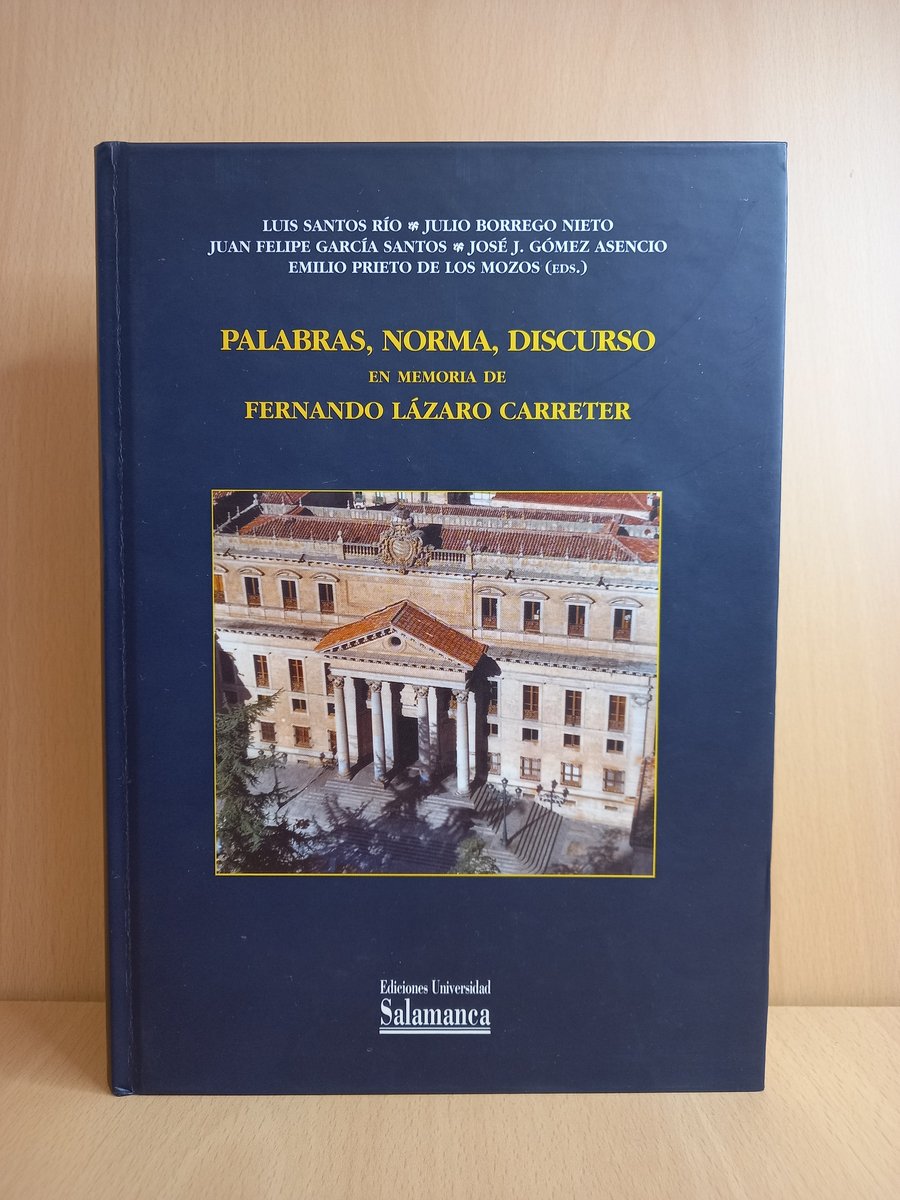 LUIS SANTOS RÍO ❧ JULIO BORREGO NIETO
JUAN FELIPE GARCÍA SANTOS ❧ JOSÉ J. GÓMEZ ASENCIO
EMILIO PRIETO DE LOS MOZOS (EDS.)
PALABRAS, NORMA, DISCURSO
EN MEMORIA DE
FERNANDO LÁZARO CARRETER
Ediciones Universidad
Salamanca